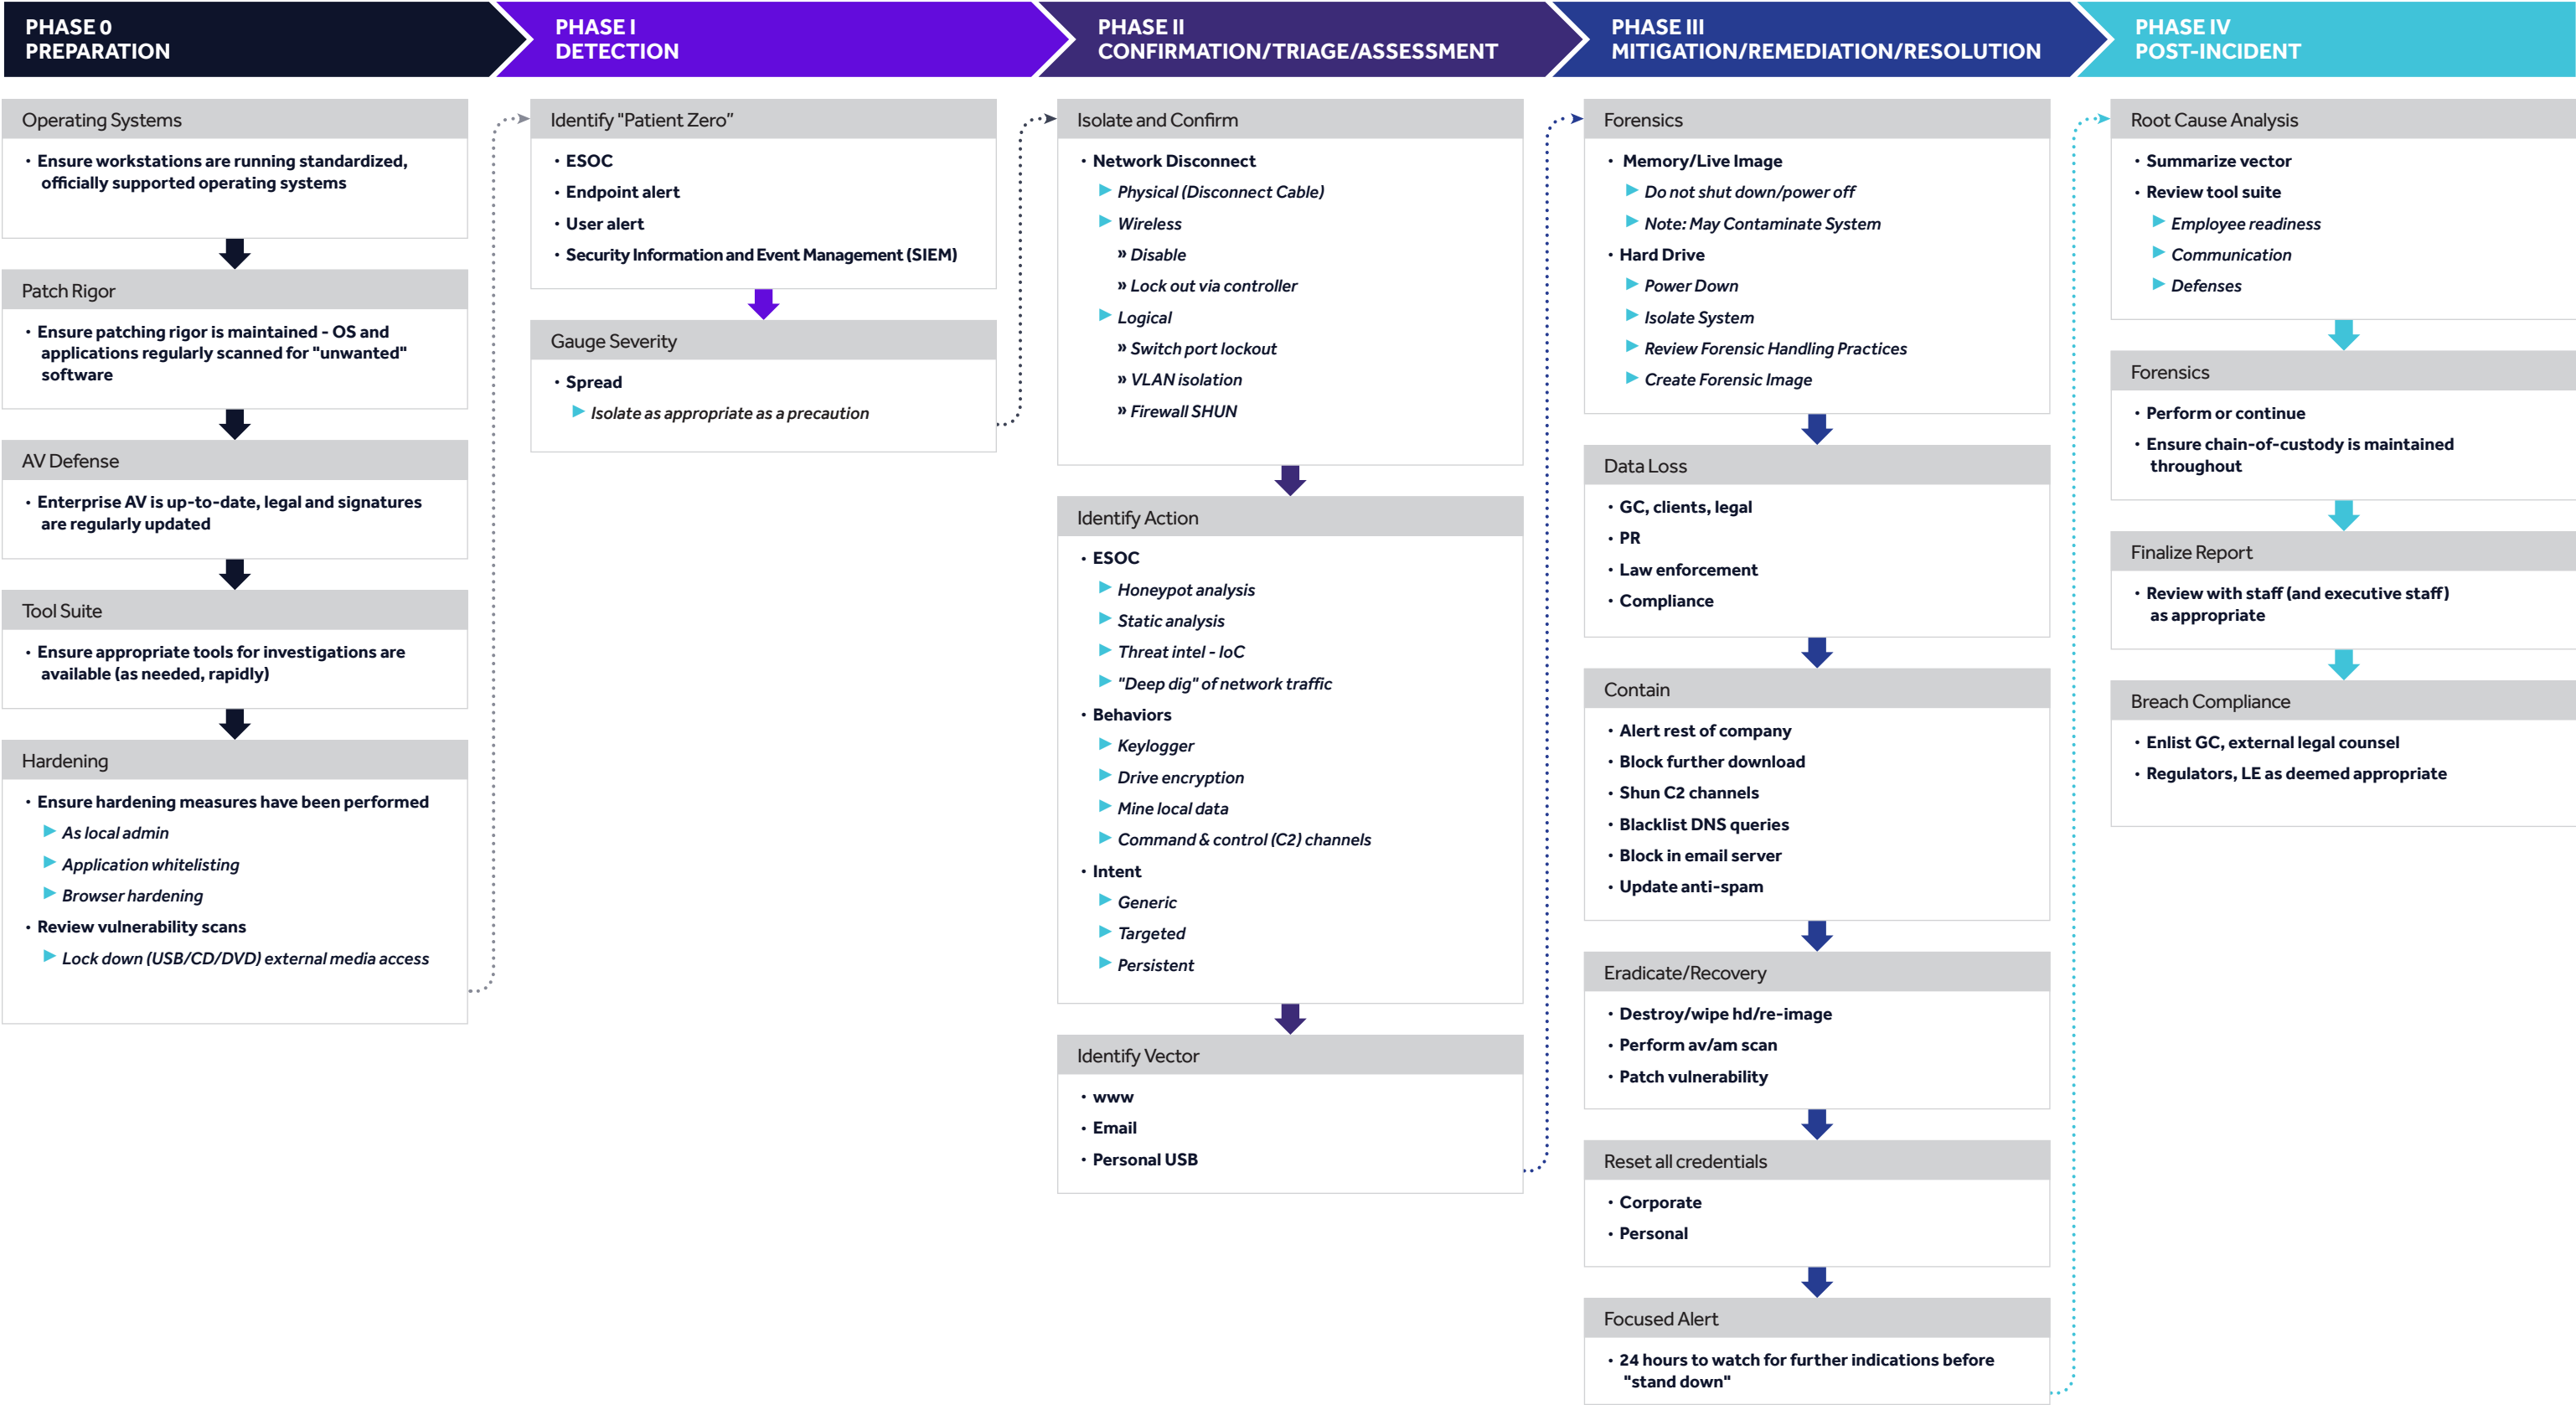 PHASE 0
PREPARATION
PHASE I
DETECTION
PHASE II
CONFIRMATION/TRIAGE/ASSESSMENT
PHASE III
MITIGATION/REMEDIATION/RESOLUTION
PHASE IV
POST-INCIDENT
Operating Systems
• Ensure workstations are running standardized,
officially supported operating systems
Patch Rigor
• Ensure patching rigor is maintained - OS and
applications regularly scanned for "unwanted"
software
AV Defense
• Enterprise AV is up-to-date, legal and signatures
are regularly updated
Tool Suite
• Ensure appropriate tools for investigations are
available (as needed, rapidly)
Hardening
• Ensure hardening measures have been performed
As local admin
Application whitelisting
Browser hardening
• Review vulnerability scans
Lock down (USB/CD/DVD) external media access
Identify "Patient Zero"
• ESOC
• Endpoint alert
• User alert
• Security Information and Event Management (SIEM)
Gauge Severity
• Spread
Isolate as appropriate as a precaution
Isolate and Confirm
• Network Disconnect
Physical (Disconnect Cable)
Wireless
» Disable
» Lock out via controller
Logical
» Switch port lockout
» VLAN isolation
» Firewall SHUN
Identify Action
• ESOC
Honeypot analysis
Static analysis
Threat intel - IoC
"Deep dig" of network traffic
• Behaviors
Keylogger
Drive encryption
Mine local data
Command & control (C2) channels
• Intent
Generic
Targeted
Persistent
Identify Vector
• www
• Email
• Personal USB
Forensics
• Memory/Live Image
Do not shut down/power off
Note: May Contaminate System
• Hard Drive
Power Down
Isolate System
Review Forensic Handling Practices
Create Forensic Image
Data Loss
• GC, clients, legal
• PR
• Law enforcement
• Compliance
Contain
• Alert rest of company
• Block further download
• Shun C2 channels
• Blacklist DNS queries
• Block in email server
• Update anti-spam
Eradicate/Recovery
• Destroy/wipe hd/re-image
• Perform av/am scan
• Patch vulnerability
Reset all credentials
• Corporate
• Personal
Focused Alert
• 24 hours to watch for further indications before
"stand down"
Root Cause Analysis
• Summarize vector
• Review tool suite
Employee readiness
Communication
Defenses
Forensics
• Perform or continue
• Ensure chain-of-custody is maintained
throughout
Finalize Report
• Review with staff (and executive staff)
as appropriate
Breach Compliance
• Enlist GC, external legal counsel
• Regulators, LE as deemed appropriate